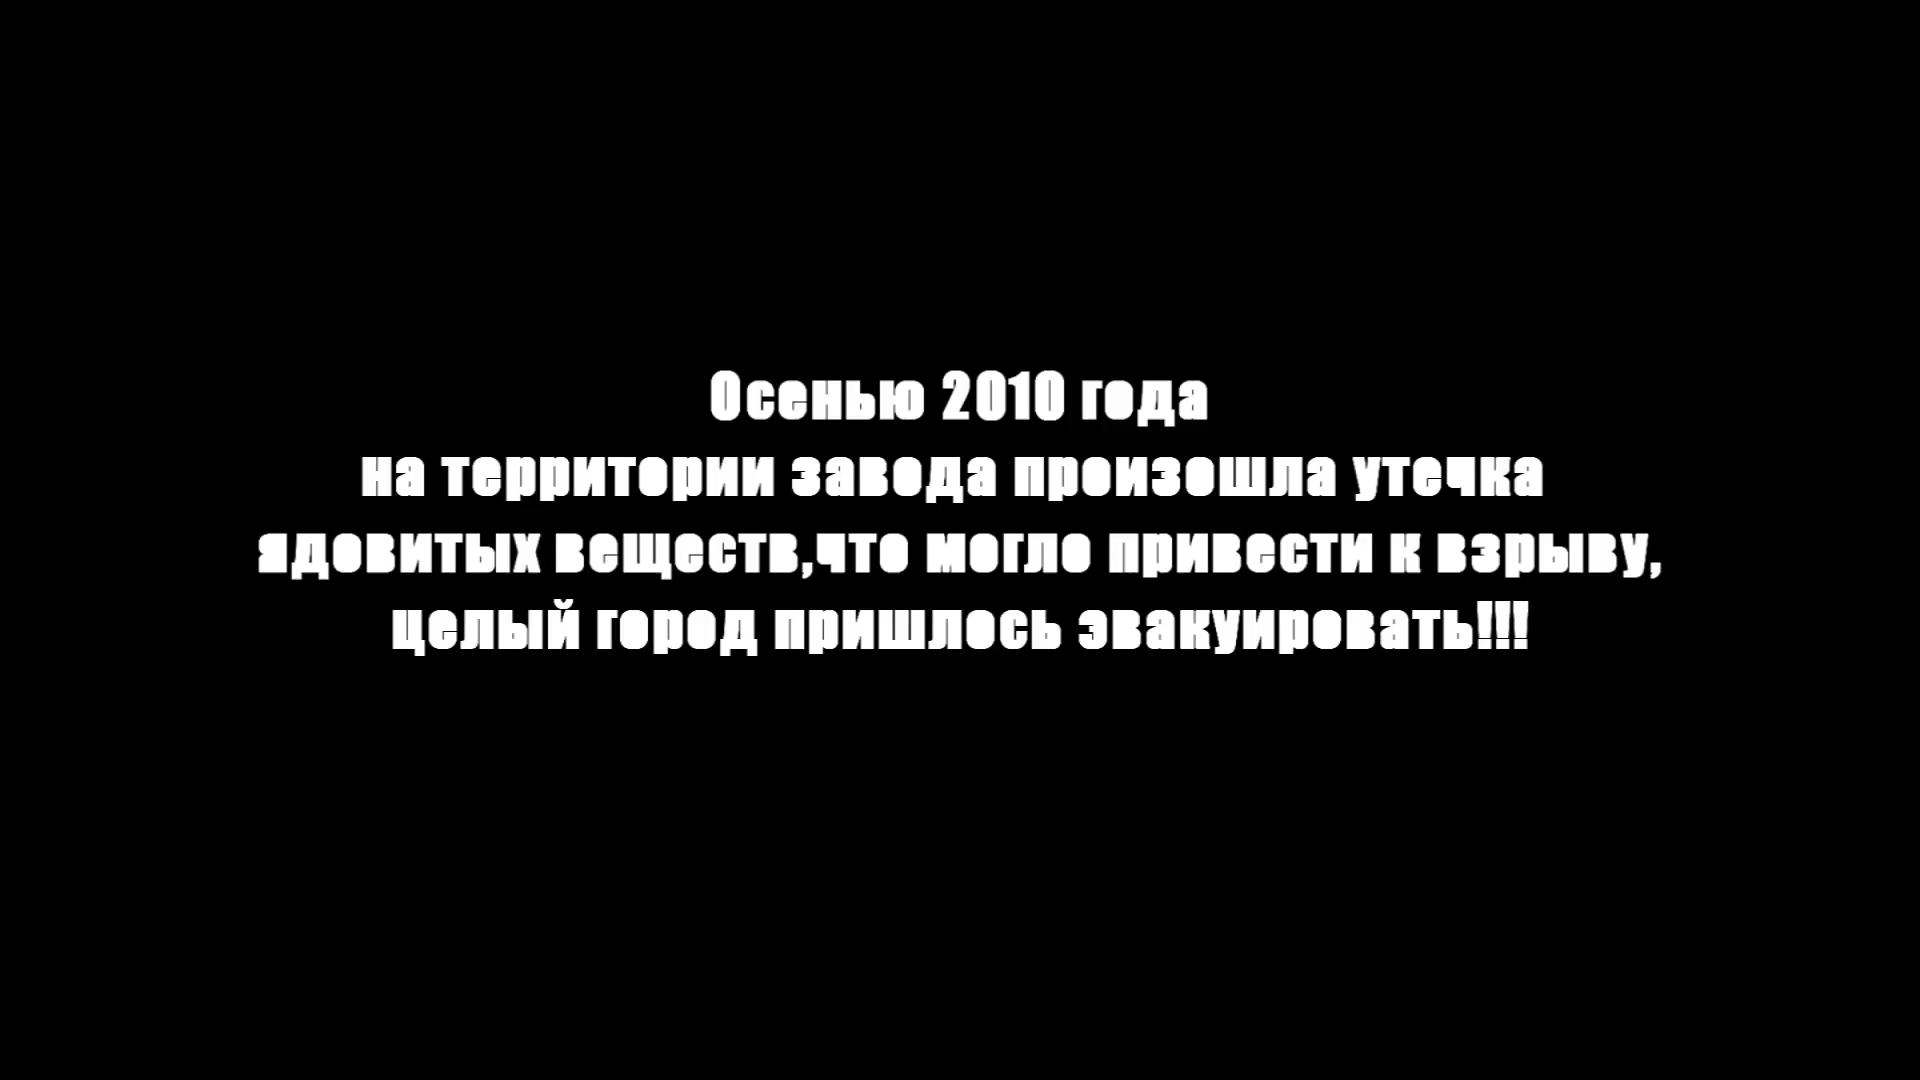 Осенью 2010 года
на территории завода произошла утечка
ядовитых веществ,что могло привести к взрыву,
целый город пришлось эвакуировать!!!